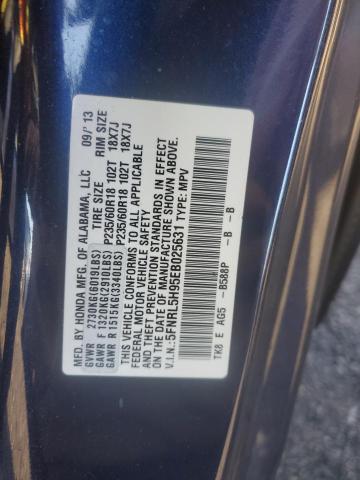 MFD. BY HONDA MFG. OF ALABAMA, LLC 09/ 13
GVWR 2730KG(6019LBS) TIRE SIZE RIM SIZE
GAWR F 1320KG(2910LBS) P235/60R18 102T 18X7J
GAWR R 1515KG(3340LBS) P235/60R18 102T 18X7J
THIS VEHICLE CONFORMS TO ALL APPLICABLE
FEDERAL MOTOR VEHICLE SAFETY
AND THEFT PREVENTION STANDARDS IN EFFECT
ON THE DATE OF MANUFACTURE SHOWN ABOVE.
V.I.N.: 5FNRL5H95EB025631 TYPE: MPV
TK8 E AG5 -B588P -B -B